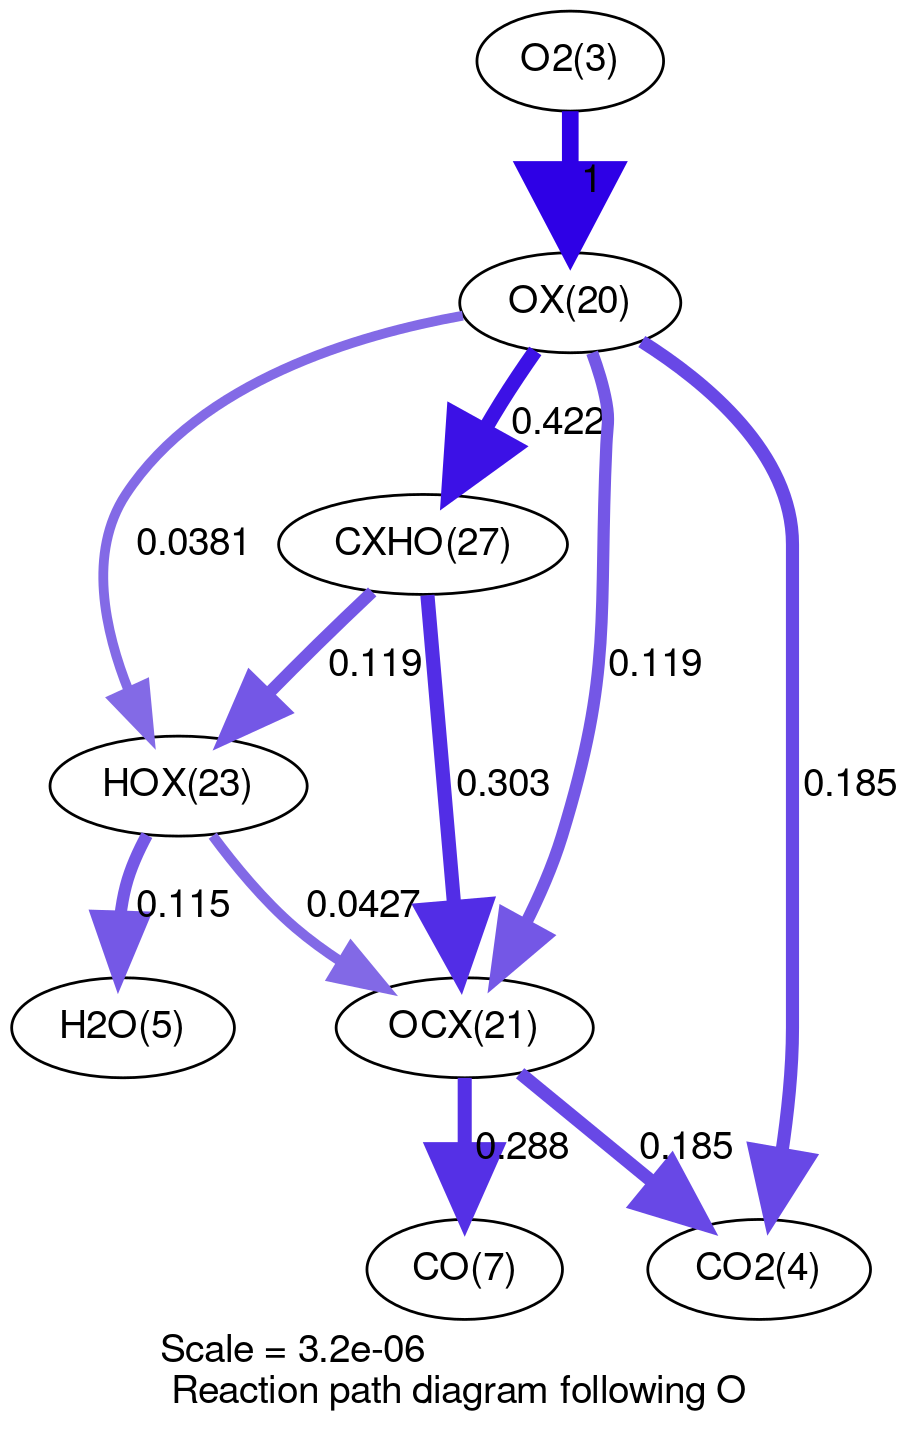 O2(3)
1
OX(20)
0.422
0.0381
CXHO(27)
0.119
0.119
HOX(23)
0.303
0.185
0.115
0.0427
H2O(5)
OCX(21)
0.288
0.185
CO(7)
CO2(4)
Scale = 3.2e-06
Reaction path diagram following O